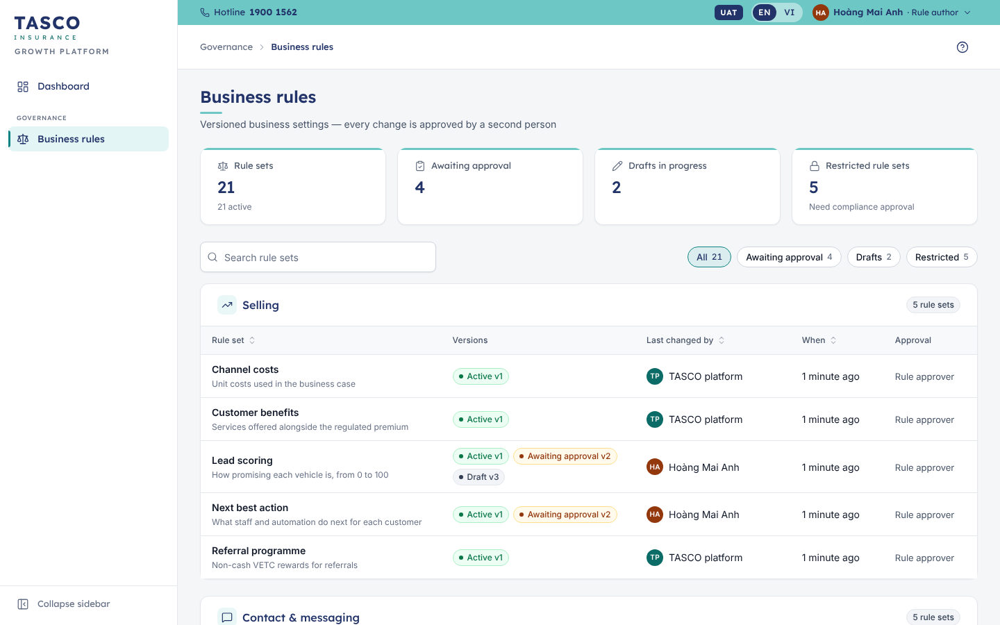 TASCO
INSURANCE
GROWTH PLATFORM
Dashboard
GOVERNANCE
Business rules
Collapse sidebar
Hotline 1900 1562
UAT
EN VI
HA Hoàng Mai Anh · Rule author
Governance > Business rules
Business rules
Versioned business settings — every change is approved by a second person
Rule sets
21
21 active
Awaiting approval
4
Drafts in progress
2
Restricted rule sets
5
Need compliance approval
Search rule sets
All 21
Awaiting approval 4
Drafts 2
Restricted 5
Selling
5 rule sets
Rule set Versions Last changed by When Approval
Channel costs
Unit costs used in the business case
Active v1
TP TASCO platform
1 minute ago
Rule approver
Customer benefits
Services offered alongside the regulated premium
Active v1
TP TASCO platform
1 minute ago
Rule approver
Lead scoring
How promising each vehicle is, from 0 to 100
Active v1 Awaiting approval v2
Draft v3
HA Hoàng Mai Anh
1 minute ago
Rule approver
Next best action
What staff and automation do next for each customer
Active v1 Awaiting approval v2
HA Hoàng Mai Anh
1 minute ago
Rule approver
Referral programme
Non-cash VETC rewards for referrals
Active v1
TP TASCO platform
1 minute ago
Rule approver
Contact & messaging
5 rule sets